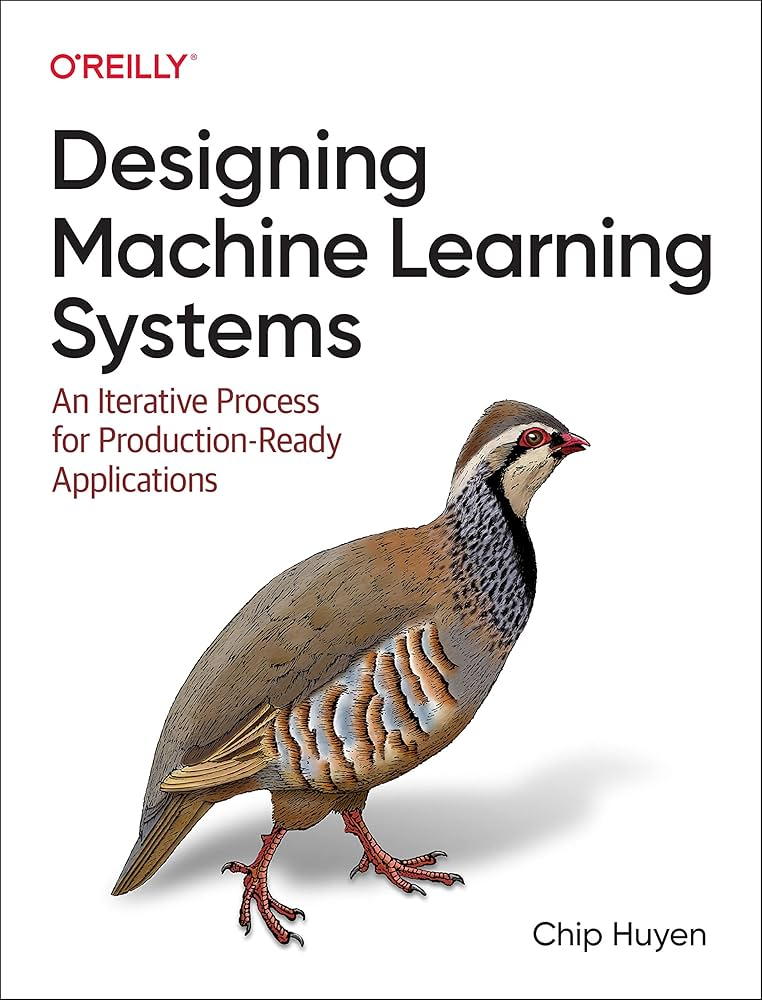 O'REILLY®
Designing
Machine Learning
Systems
An Iterative Process
for Production-Ready
Applications
Chip Huyen